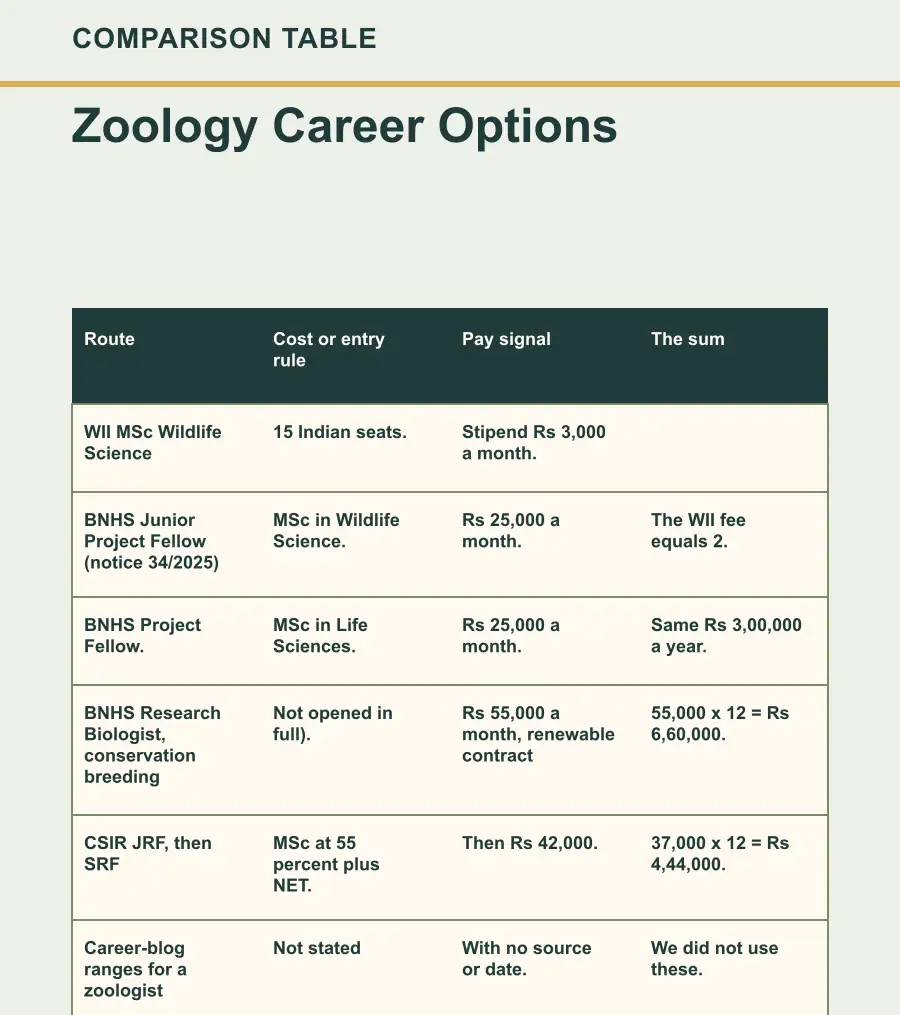 COMPARISON TABLE
Zoology Career Options
Route
Cost or entry
rule
Pay signal
The sum
WII MSc Wildlife
Science
15 Indian seats.
Stipend Rs 3,000
a month.
BNHS Junior
Project Fellow
(notice 34/2025)
MSc in Wildlife
Science.
Rs 25,000 a
month.
The WII fee
equals 2.
BNHS Project
Fellow.
MSc in Life
Sciences.
Rs 25,000 a
month.
Same Rs 3,00,000
a year.
BNHS Research
Biologist,
conservation
breeding
Not opened in
full).
Rs 55,000 a
month, renewable
contract
55,000 x 12 = Rs
6,60,000.
CSIR JRF, then
SRF
MSc at 55
percent plus
NET.
Then Rs 42,000.
37,000 x 12 = Rs
4,44,000.
Career-blog
ranges for a
zoologist
Not stated
With no source
or date.
We did not use
these.